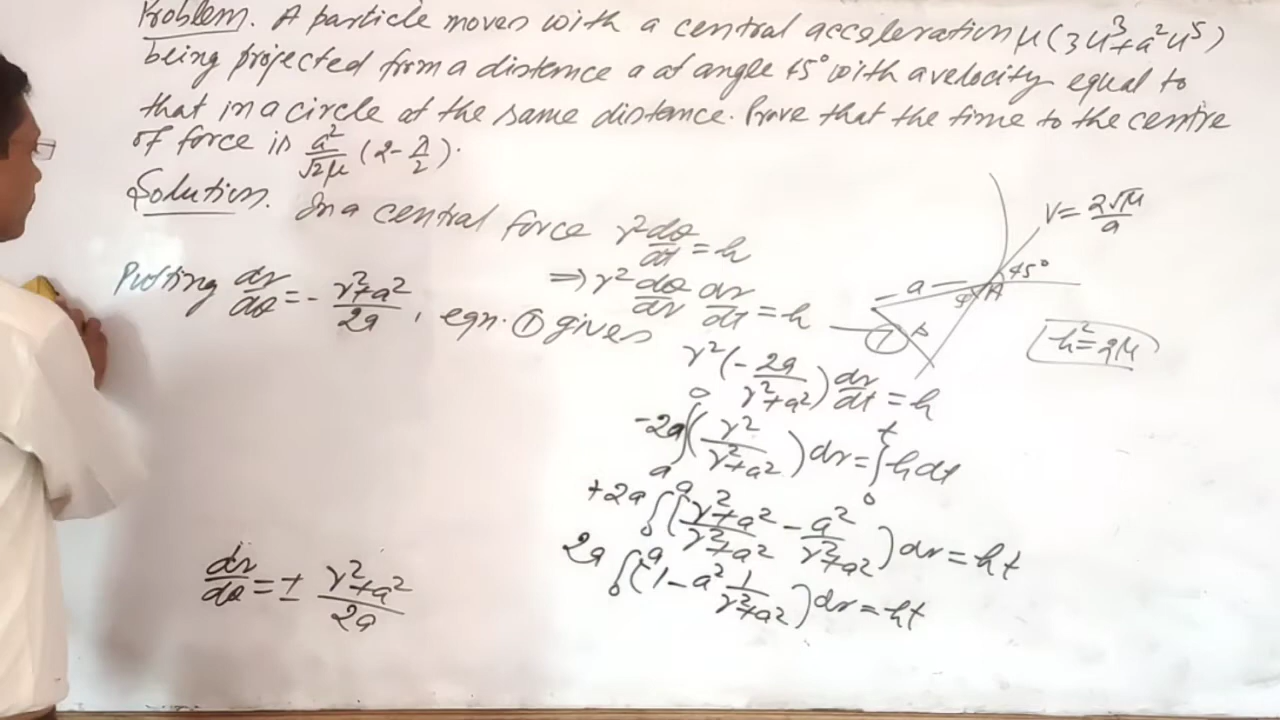 Problem. A particle moves with a central acceleration μ(3u³+a²u⁵)
being projected from a distence a at angle 45° with a velocity equal to
that in a circle at the same distence. Prove that the time to the centre
of force is a²/√2μ (2 - π/2).
Solution. In a central force r² dθ/dt = h
Putting dr/dθ = - (r²+a²)/2a , eqn. ① gives
⇒ r² dθ/dr dr/dt = h — ①
r² (- 2a/(r²+a²)) dr/dt = h
-2a ∫ₐ⁰ (r²/(r²+a²)) dr = ∫₀ᵗ h dt
+2a ∫₀ᵃ ((r²+a²)/(r²+a²) - a²/(r²+a²)) dr = ht
2a ∫₀ᵃ (1 - a² 1/(r²+a²)) dr = ht
dr/dθ = ± (r²+a²)/2a
V = 2√μ/a
45°
a
φ
A
h² = 2μ